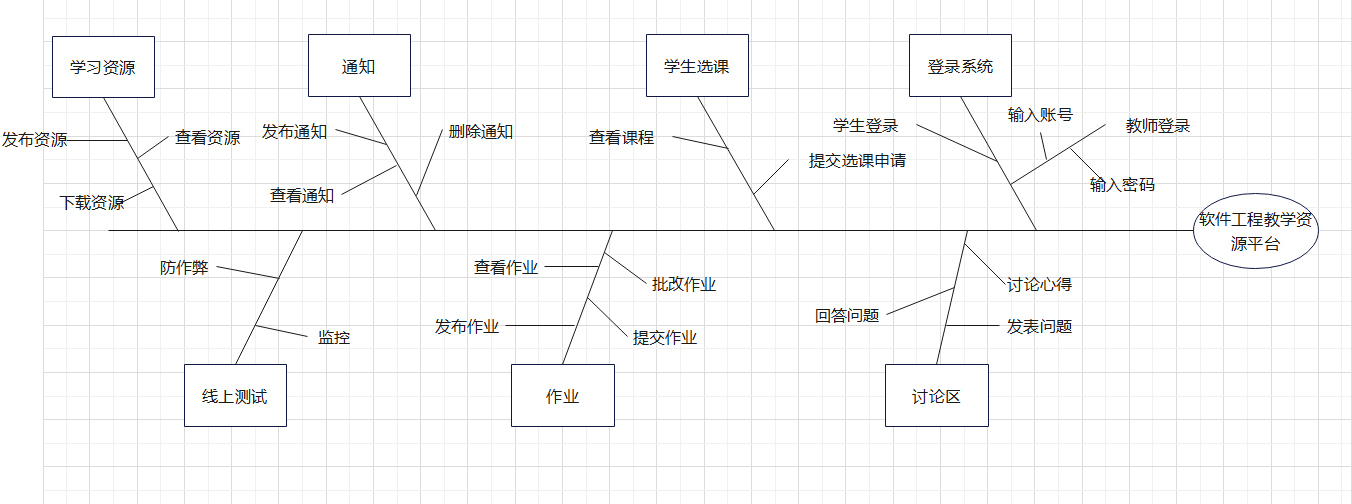 学习资源
通知
学生选课
登录系统
发布资源
查看资源
下载资源
发布通知
删除通知
查看通知
查看课程
提交选课申请
学生登录
输入账号
教师登录
输入密码
软件工程教学资
源平台
防作弊
监控
查看作业
批改作业
发布作业
提交作业
讨论心得
回答问题
发表问题
线上测试
作业
讨论区